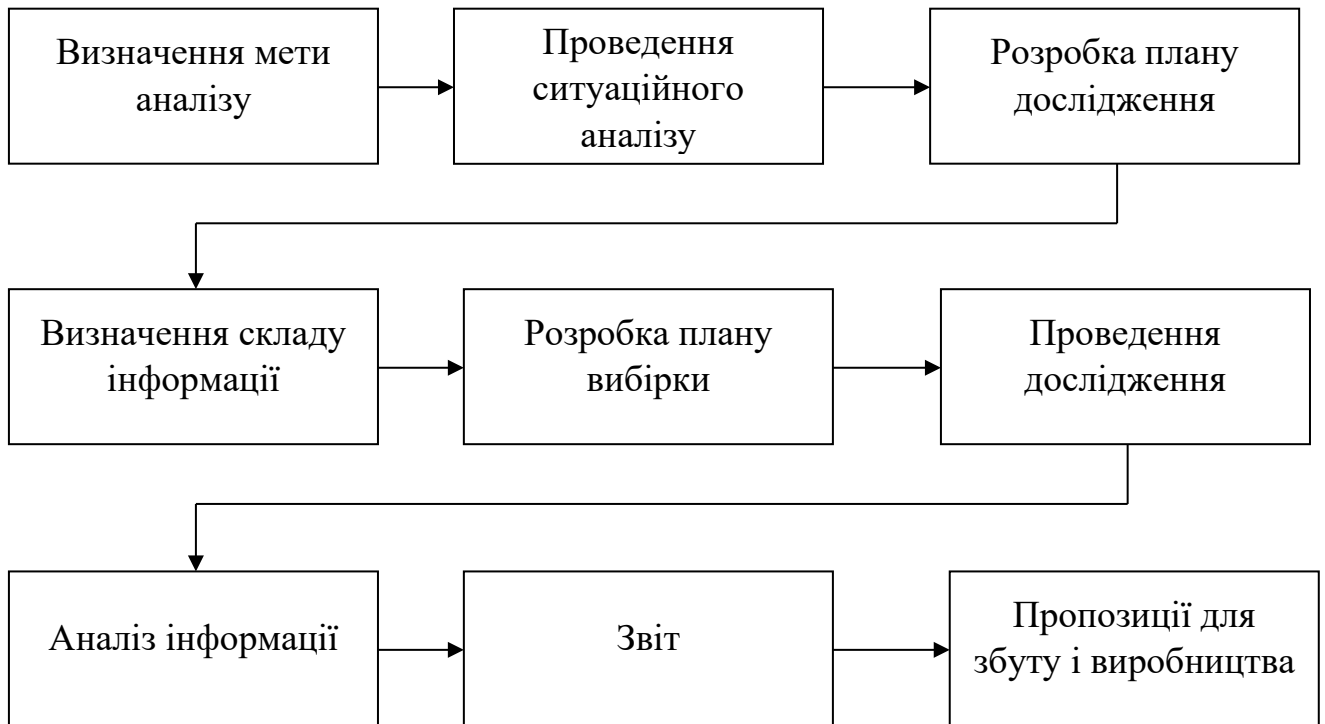 Визначення мети
аналізу
Проведення
ситуаційного
аналізу
Розробка плану
дослідження
Визначення складу
інформації
Розробка плану
вибірки
Проведення
дослідження
Аналіз інформації
Звіт
Пропозиції для
збуту і виробництва